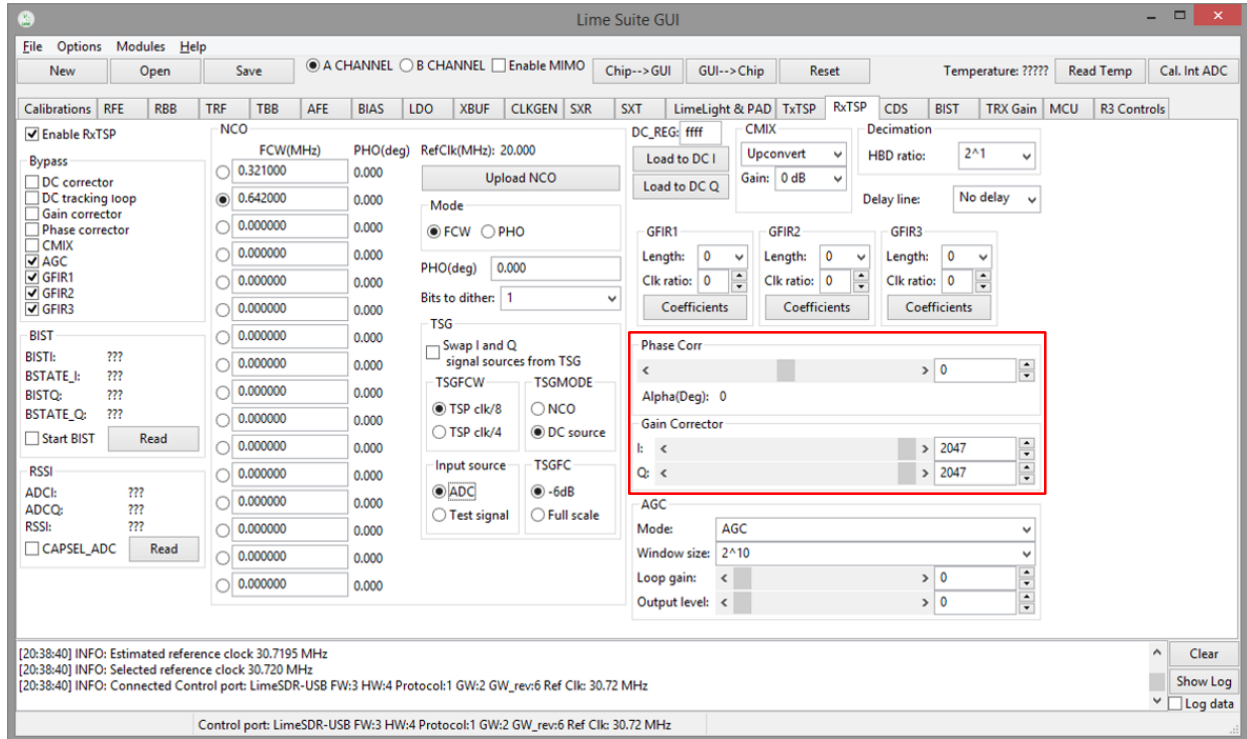 Lime Suite GUI
File Options Modules Help
New Open Save A CHANNEL B CHANNEL Enable MIMO Chip-->GUI GUI-->Chip Reset Temperature: ????? Read Temp Cal. Int ADC
Calibrations RFE RBB TRF TBB AFE BIAS LDO XBUF CLKGEN SXR SXT LimeLight & PAD TxTSP RxTSP CDS BIST TRX Gain MCU R3 Controls
Enable RxTSP
Bypass
DC corrector
DC tracking loop
Gain corrector
Phase corrector
CMIX
AGC
GFIR1
GFIR2
GFIR3
BIST
BISTI: ???
BSTATE_I: ???
BISTQ: ???
BSTATE_Q: ???
Start BIST Read
RSSI
ADCI: ???
ADCQ: ???
RSSI: ???
CAPSEL_ADC Read
NCO
FCW(MHz) PHO(deg)
0.321000 0.000
0.642000 0.000
0.000000 0.000
0.000000 0.000
0.000000 0.000
0.000000 0.000
0.000000 0.000
0.000000 0.000
0.000000 0.000
0.000000 0.000
0.000000 0.000
0.000000 0.000
0.000000 0.000
0.000000 0.000
0.000000 0.000
0.000000 0.000
RefClk(MHz): 20.000
Upload NCO
Mode
FCW PHO
PHO(deg) 0.000
Bits to dither: 1
TSG
Swap I and Q
signal sources from TSG
TSGFCW
TSP clk/8
TSP clk/4
TSGMODE
NCO
DC source
Input source
ADC
Test signal
TSGFC
-6dB
Full scale
DC_REG: ffff
Load to DC I
Load to DC Q
CMIX
Upconvert
Gain: 0 dB
Decimation
HBD ratio: 2^1
Delay line: No delay
GFIR1
Length: 0
Clk ratio: 0
Coefficients
GFIR2
Length: 0
Clk ratio: 0
Coefficients
GFIR3
Length: 0
Clk ratio: 0
Coefficients
Phase Corr
0
Alpha(Deg): 0
Gain Corrector
I: 2047
Q: 2047
AGC
Mode: AGC
Window size: 2^10
Loop gain: 0
Output level: 0
[20:38:40] INFO: Estimated reference clock 30.7195 MHz
[20:38:40] INFO: Selected reference clock 30.720 MHz
[20:38:40] INFO: Connected Control port: LimeSDR-USB FW:3 HW:4 Protocol:1 GW:2 GW_rev:6 Ref Clk: 30.72 MHz
Clear
Show Log
Log data
Control port: LimeSDR-USB FW:3 HW:4 Protocol:1 GW:2 GW_rev:6 Ref Clk: 30.72 MHz